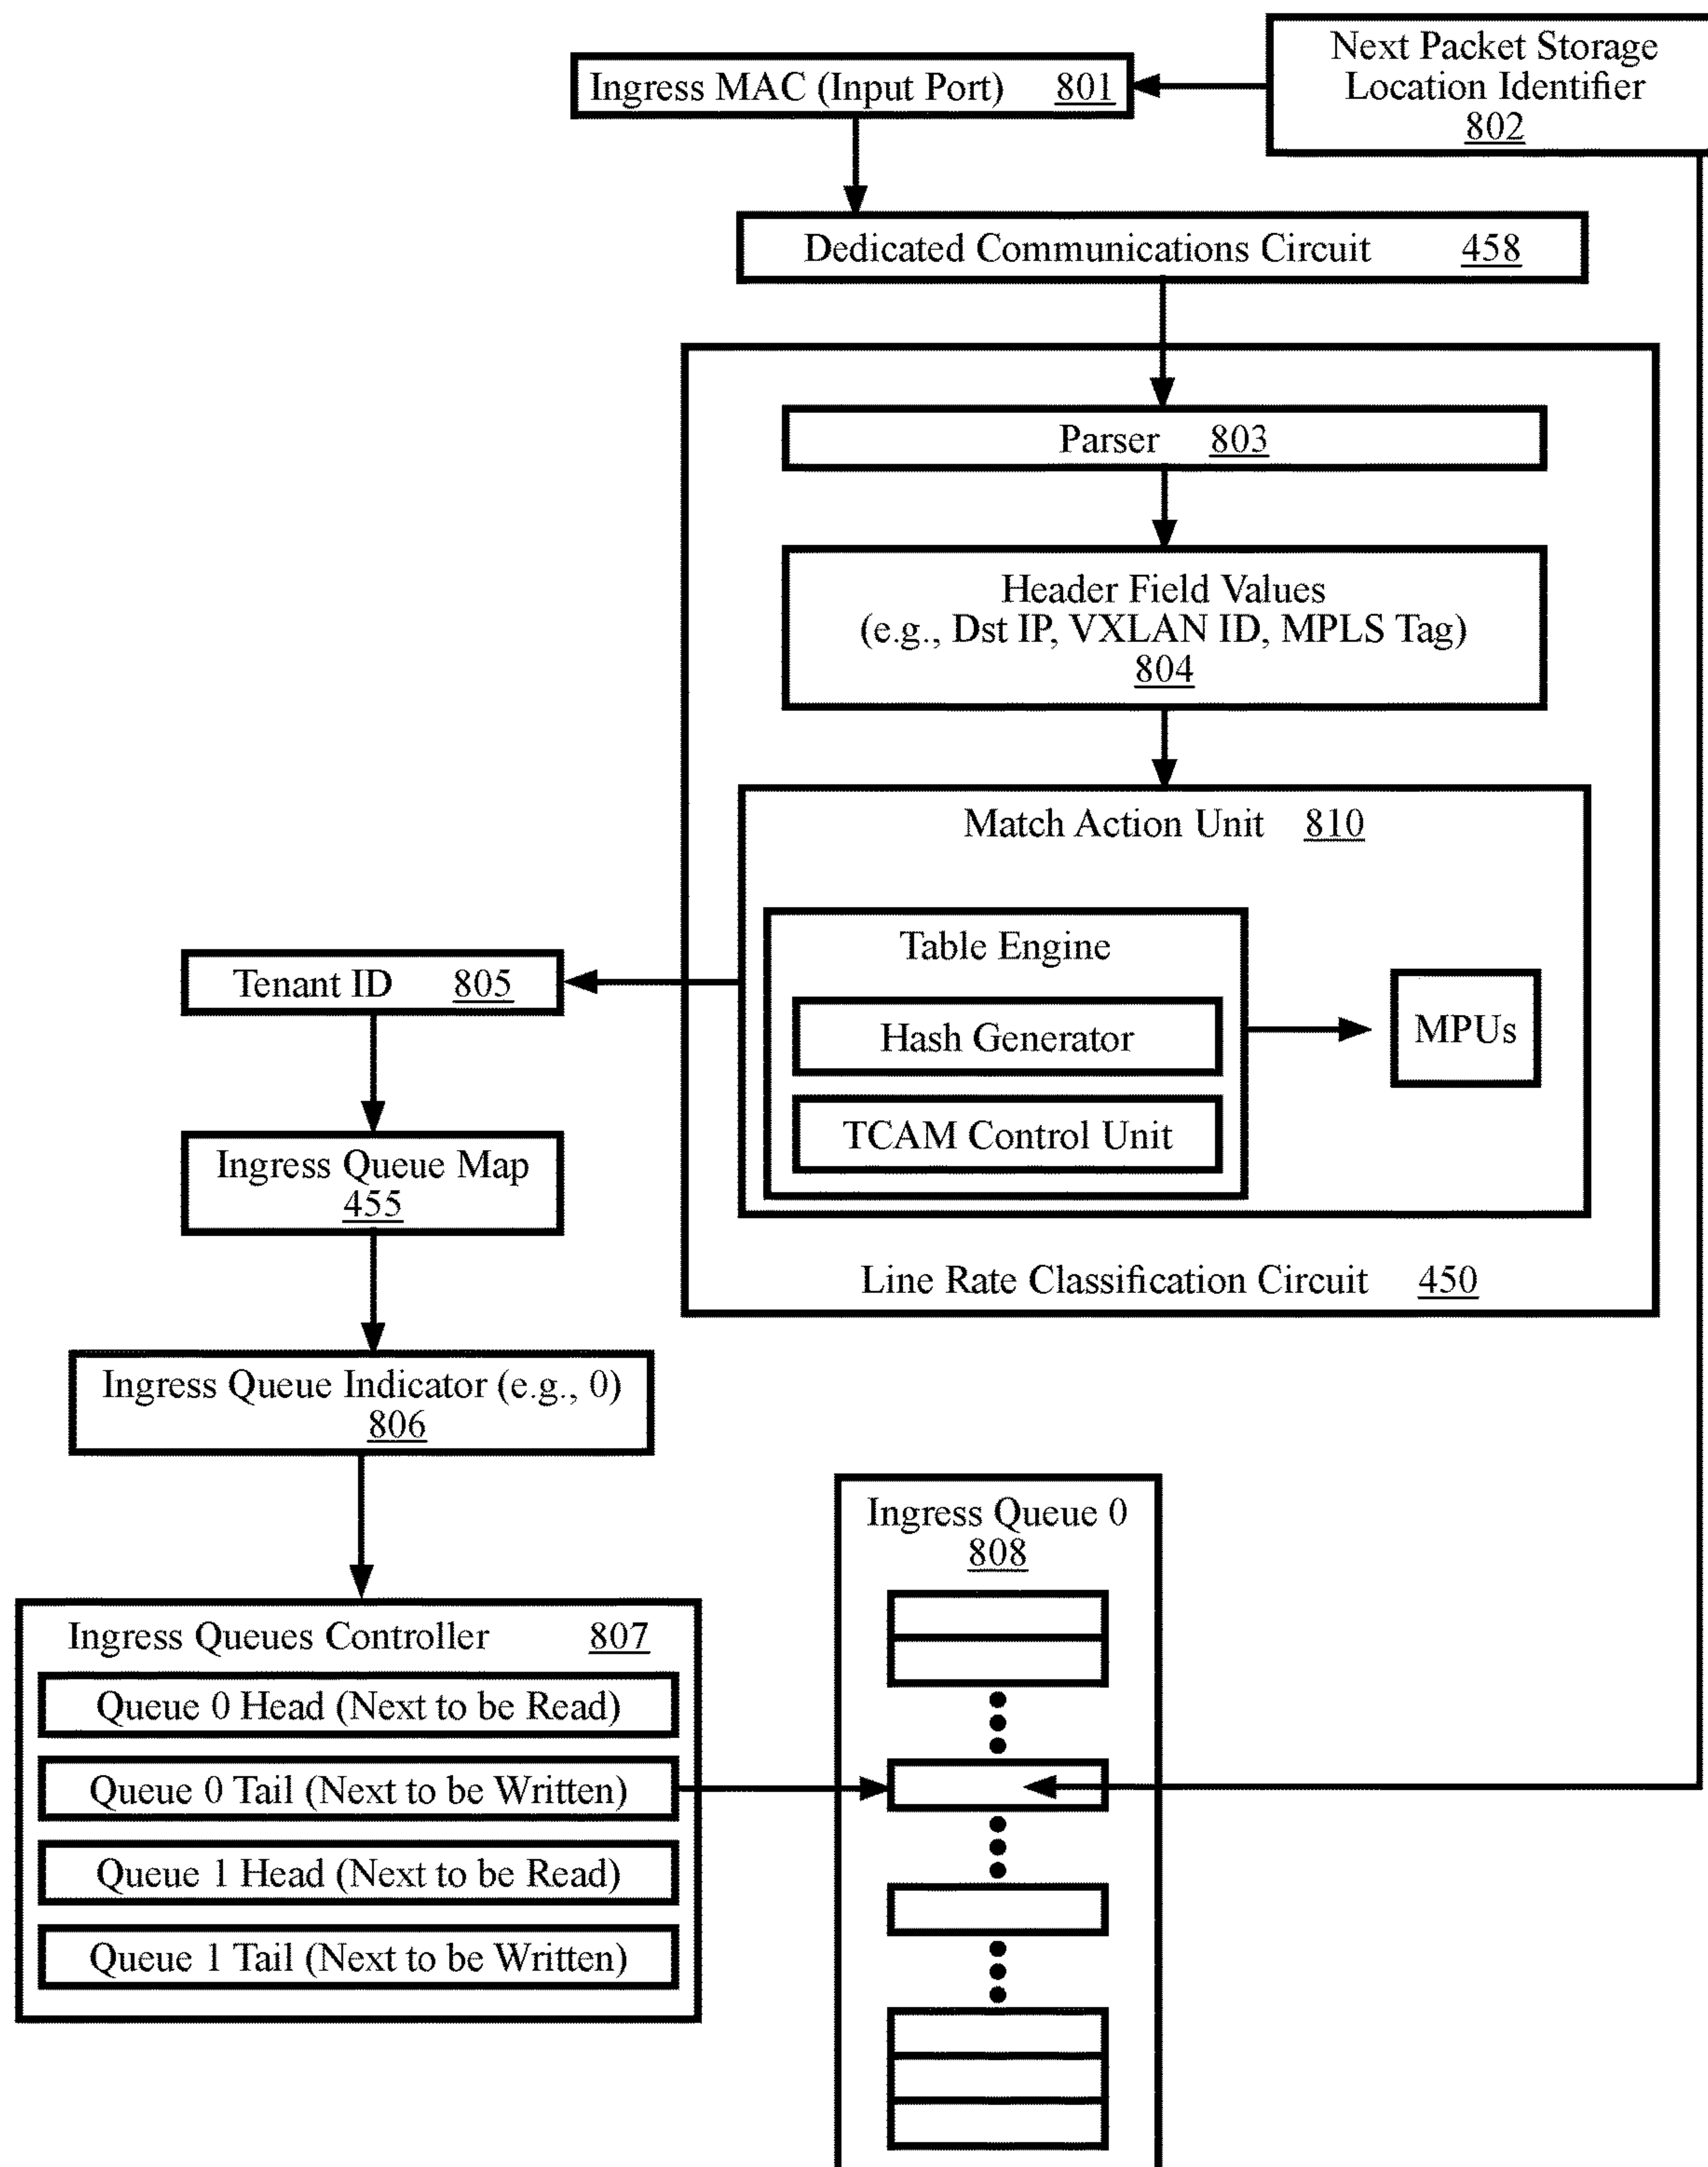 Next Packet Storage
Location Identifier
802
Ingress MAC (Input Port) 801
Dedicated Communications Circuit 458
Parser 803
Header Field Values
(e.g., Dst IP, VXLAN ID, MPLS Tag)
804
Match Action Unit 810
Table Engine
Hash Generator
TCAM Control Unit
MPUs
Line Rate Classification Circuit 450
Tenant ID 805
Ingress Queue Map
455
Ingress Queue Indicator (e.g., 0)
806
Ingress Queues Controller 807
Queue 0 Head (Next to be Read)
Queue 0 Tail (Next to be Written)
Queue 1 Head (Next to be Read)
Queue 1 Tail (Next to be Written)
Ingress Queue 0
808